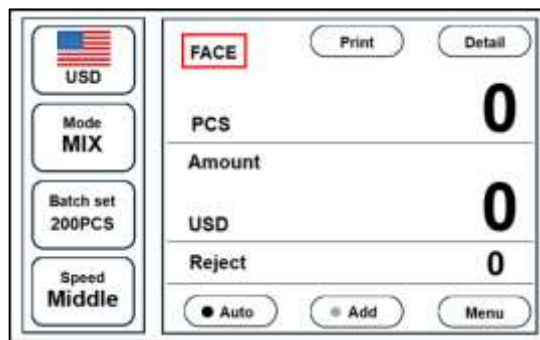 USD
Mode
MIX
Batch set
200PCS
Speed
Middle
FACE
Print
Detail
PCS
0
Amount
USD
0
Reject
0
Auto
Add
Menu